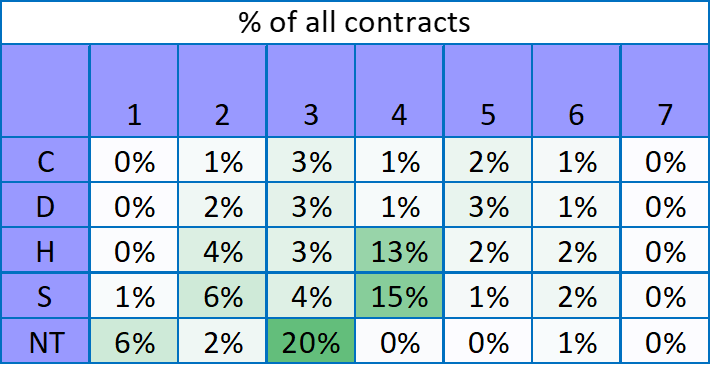 % of all contracts
1 2 3 4 5 6 7
C 0% 1% 3% 1% 2% 1% 0%
D 0% 2% 3% 1% 3% 1% 0%
H 0% 4% 3% 13% 2% 2% 0%
S 1% 6% 4% 15% 1% 2% 0%
NT 6% 2% 20% 0% 0% 1% 0%